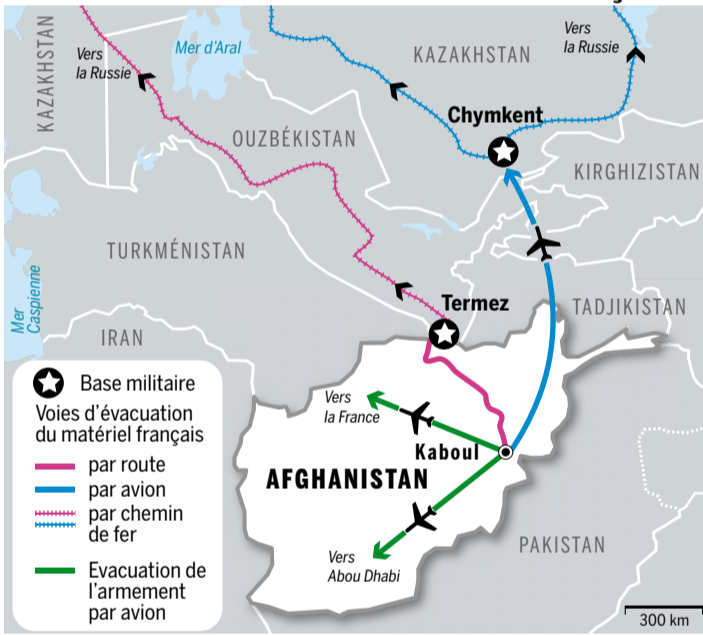 Vers
la Russie
Mer d'Aral
KAZAKHSTAN
KAZAKHSTAN
Vers
la Russie
Chymkent
OUZBÉKISTAN
KIRGHIZISTAN
TURKMÉNISTAN
Mer
Caspienne
Termez
TADJIKISTAN
IRAN
Base militaire
Voies d'évacuation
du matériel français
par route
par avion
par chemin
de fer
Evacuation de
l'armement
par avion
Vers
la France
Kaboul
AFGHANISTAN
Vers
Abou Dhabi
PAKISTAN
300 km